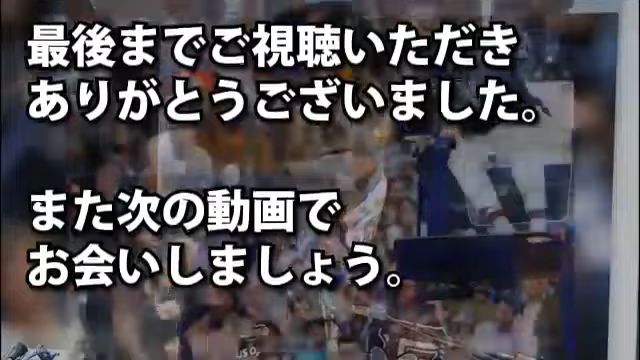 最後までご視聴いただき
ありがとうございました。
また次の動画で
お会いしましょう。